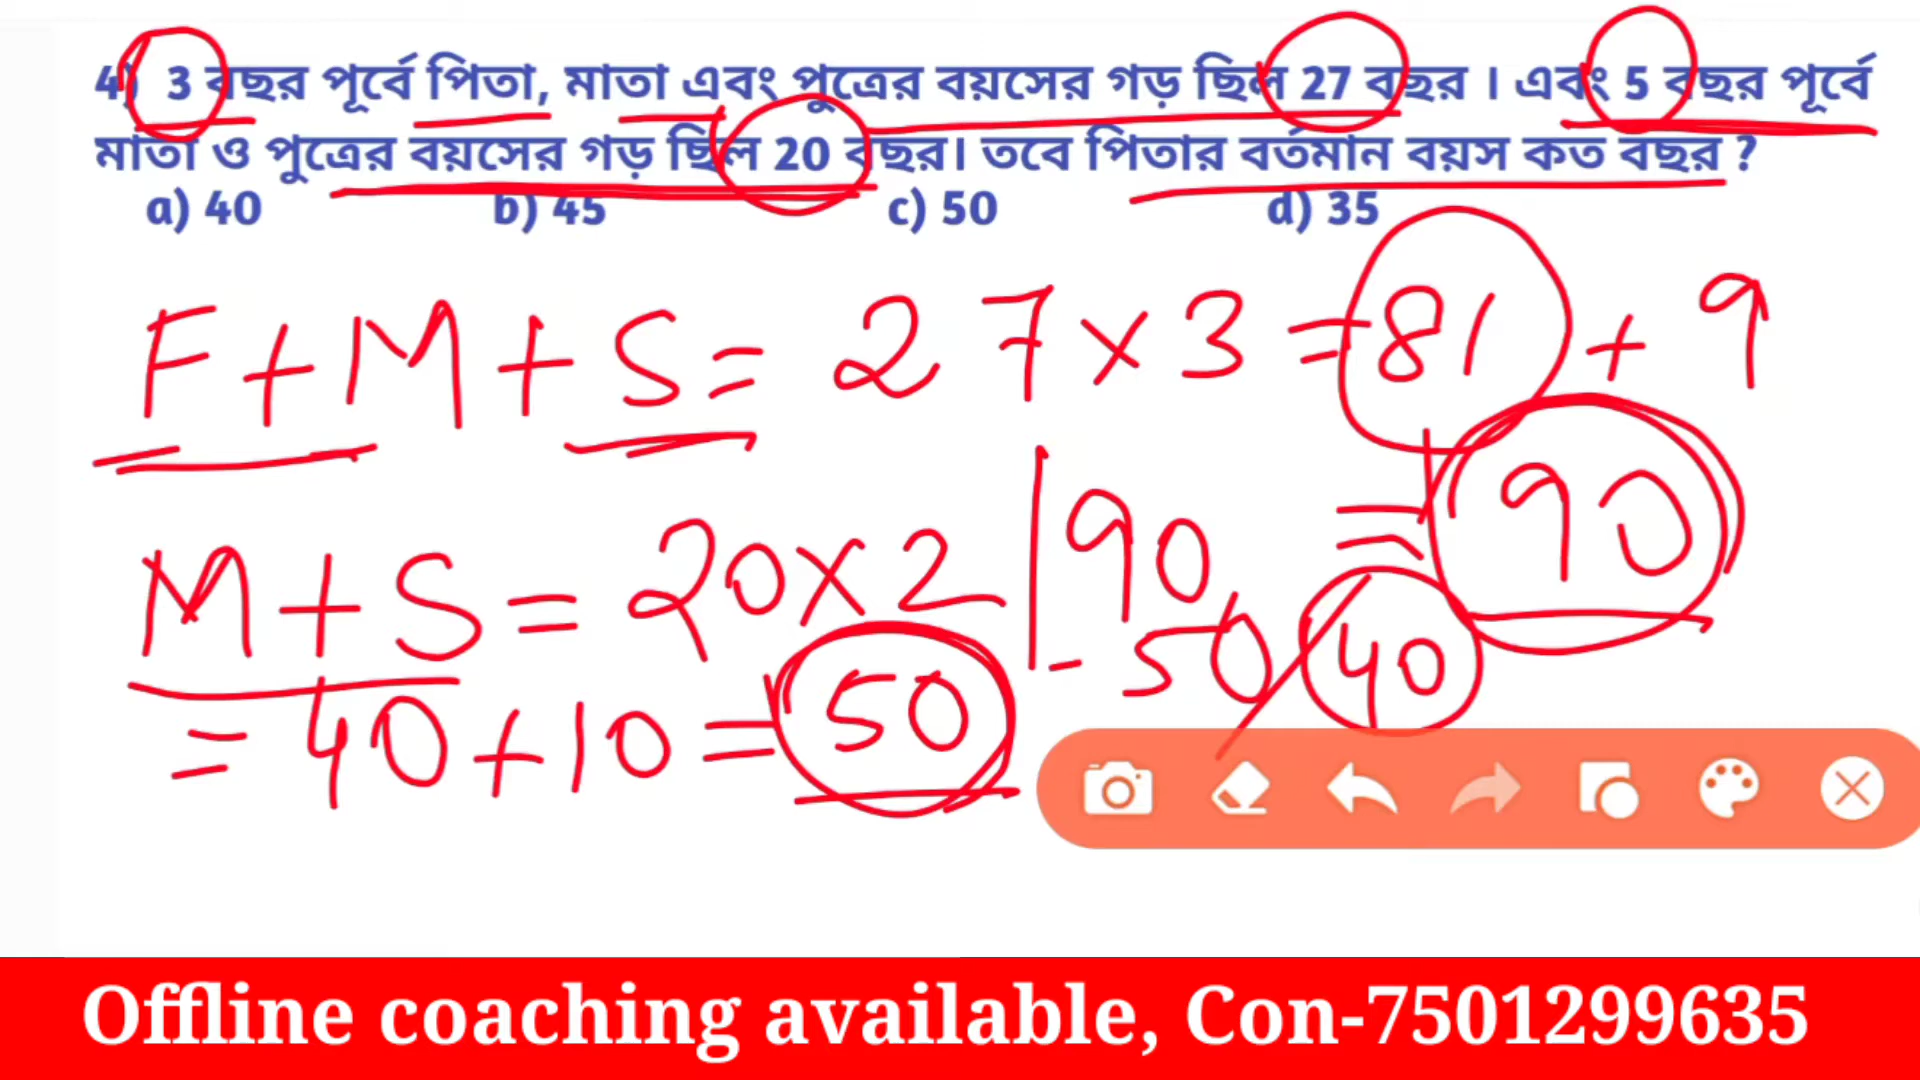 4) 3 বছর পূর্বে পিতা, মাতা এবং পুত্রের বয়সের গড় ছিল 27 বছর । এবং 5 বছর পূর্বে
মাতা ও পুত্রের বয়সের গড় ছিল 20 বছর। তবে পিতার বর্তমান বয়স কত বছর ?
a) 40 b) 45 c) 50 d) 35
F + M + S = 27 × 3 = 81 + 9
= 90
M + S = 20 × 2
= 40 + 10 = 50
90
- 50
40
Offline coaching available, Con-7501299635